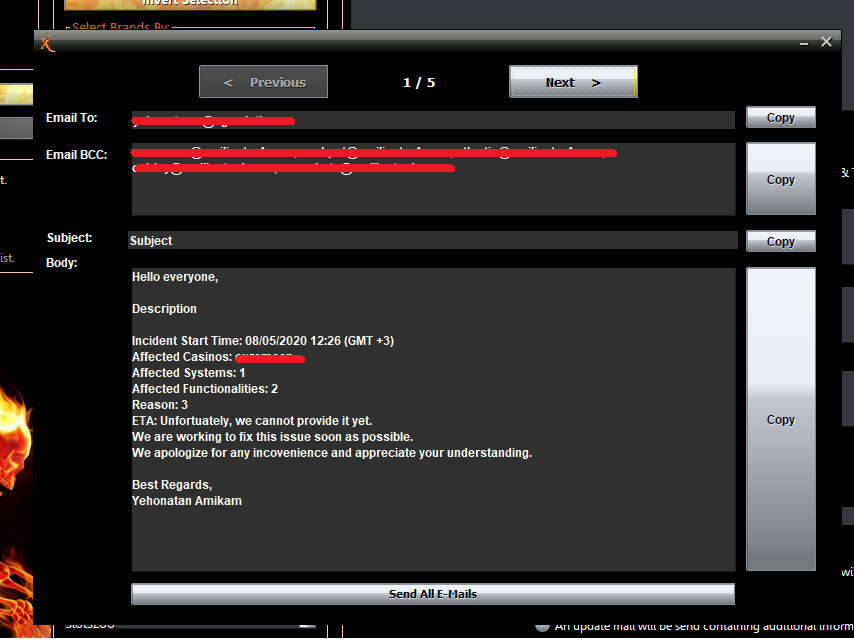 Invert Selection
Select Brands By:
< Previous
1 / 5
Next >
Email To:
Copy
Email BCC:
Copy
& T
t.
Subject:
Subject
Copy
ist.
Body:
Hello everyone,
Description
Incident Start Time: 08/05/2020 12:26 (GMT +3)
Affected Casinos:
Affected Systems: 1
Affected Functionalities: 2
Reason: 3
ETA: Unfortuately, we cannot provide it yet.
We are working to fix this issue soon as possible.
We apologize for any incovenience and appreciate your understanding.
Best Regards,
Yehonatan Amikam
Copy
wi
Send All E-Mails
slotszoo
An update mail will be send containing additional inform